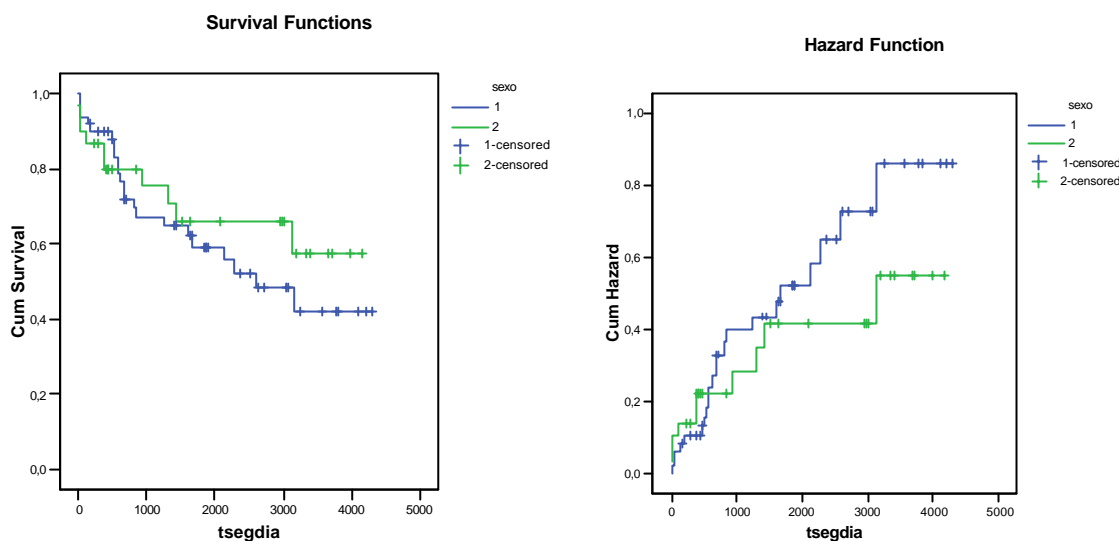 Survival Functions
Cum Survival
1,0
0,8
0,6
0,4
0,2
0,0
0 1000 2000 3000 4000 5000
tsegdia
sexo
1
2
1-censored
2-censored
Hazard Function
Cum Hazard
1,0
0,8
0,6
0,4
0,2
0,0
0 1000 2000 3000 4000 5000
tsegdia
sexo
1
2
1-censored
2-censored